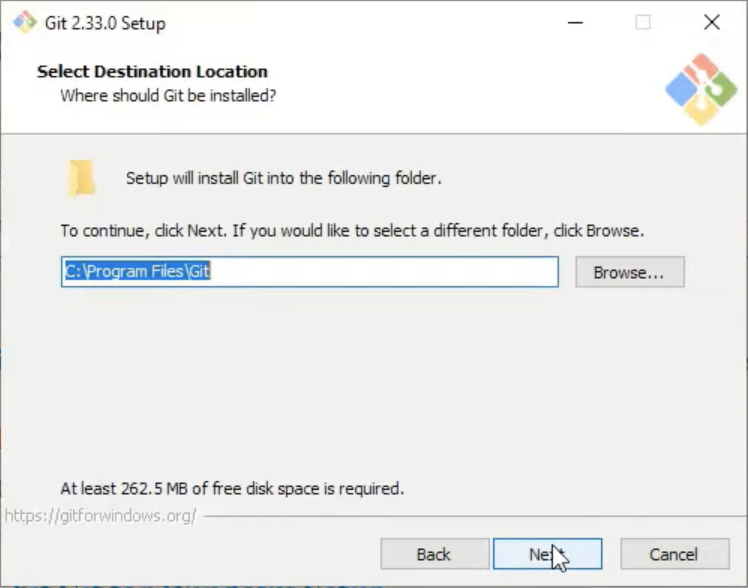 Git 2.33.0 Setup
Select Destination Location
Where should Git be installed?
Setup will install Git into the following folder.
To continue, click Next. If you would like to select a different folder, click Browse.
C:\Program Files\Git
Browse...
At least 262.5 MB of free disk space is required.
https://gitforwindows.org/
Back
Next
Cancel